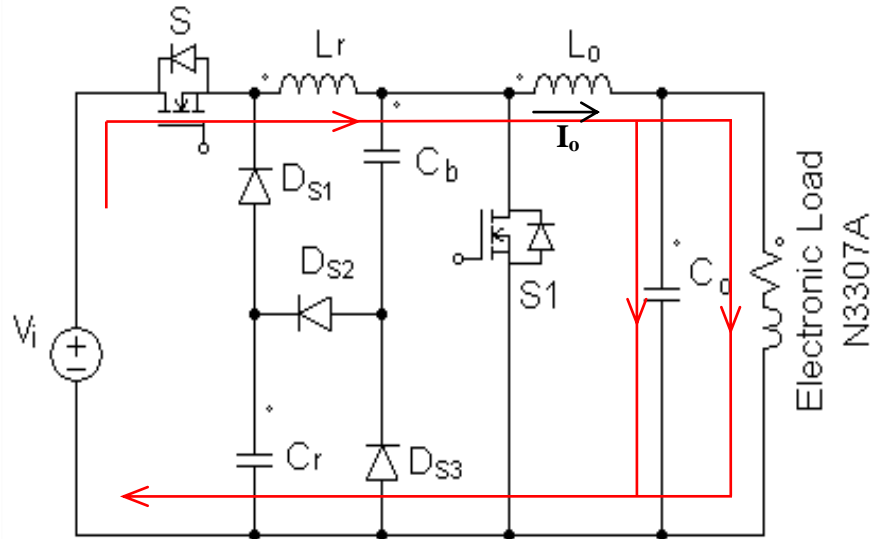 S
Lr
Lo
Io
Cb
DS1
DS2
S1
Co
Vi
Cr
DS3
Electronic Load
N3307A